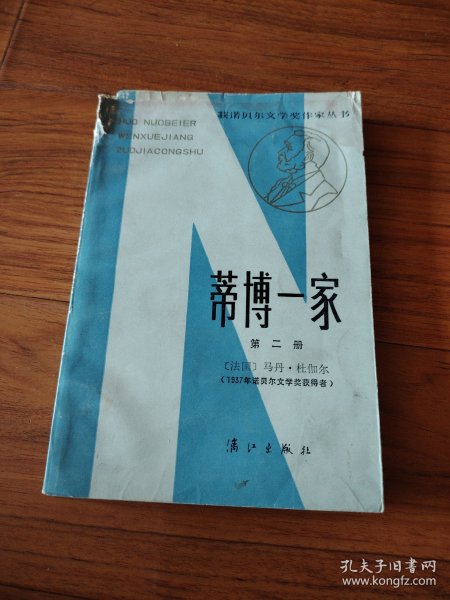 获诺贝尔文学奖作家丛书
HUO NUOBEIER
WENXUEJIANG
ZUOJIACONGSHU
蒂博一家
第二册
〔法国〕马丹·杜伽尔
（1937年诺贝尔文学奖获得者）
漓江出版社
孔夫子旧书网
www.kongfz.com